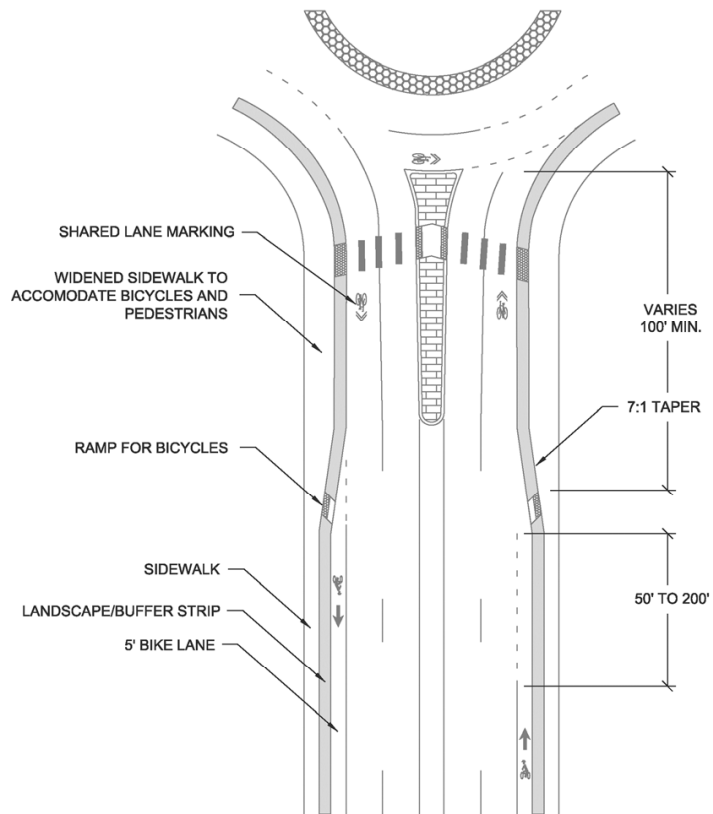 SHARED LANE MARKING
WIDENED SIDEWALK TO
ACCOMODATE BICYCLES AND
PEDESTRIANS
VARIES
100' MIN.
7:1 TAPER
RAMP FOR BICYCLES
SIDEWALK
50' TO 200'
LANDSCAPE/BUFFER STRIP
5' BIKE LANE